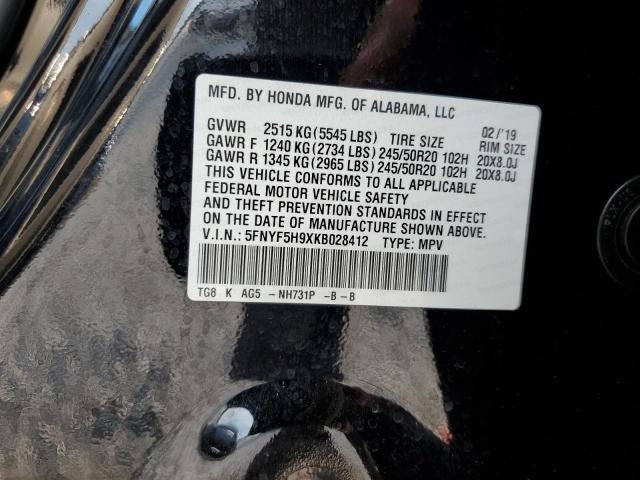 MFD. BY HONDA MFG. OF ALABAMA, LLC
02/'19
GVWR 2515 KG(5545 LBS) TIRE SIZE RIM SIZE
GAWR F 1240 KG(2734 LBS)245/50R20 102H 20X8.0J
GAWR R 1345 KG(2965 LBS)245/50R20 102H 20X8.0J
THIS VEHICLE CONFORMS TO ALL APPLICABLE
FEDERAL MOTOR VEHICLE SAFETY
AND THEFT PREVENTION STANDARDS IN EFFECT
ON THE DATE OF MANUFACTURE SHOWN ABOVE.
V.I.N.: 5FNYF5H9XKB028412 TYPE: MPV
TG8 K AG5 -NH731P -B-B